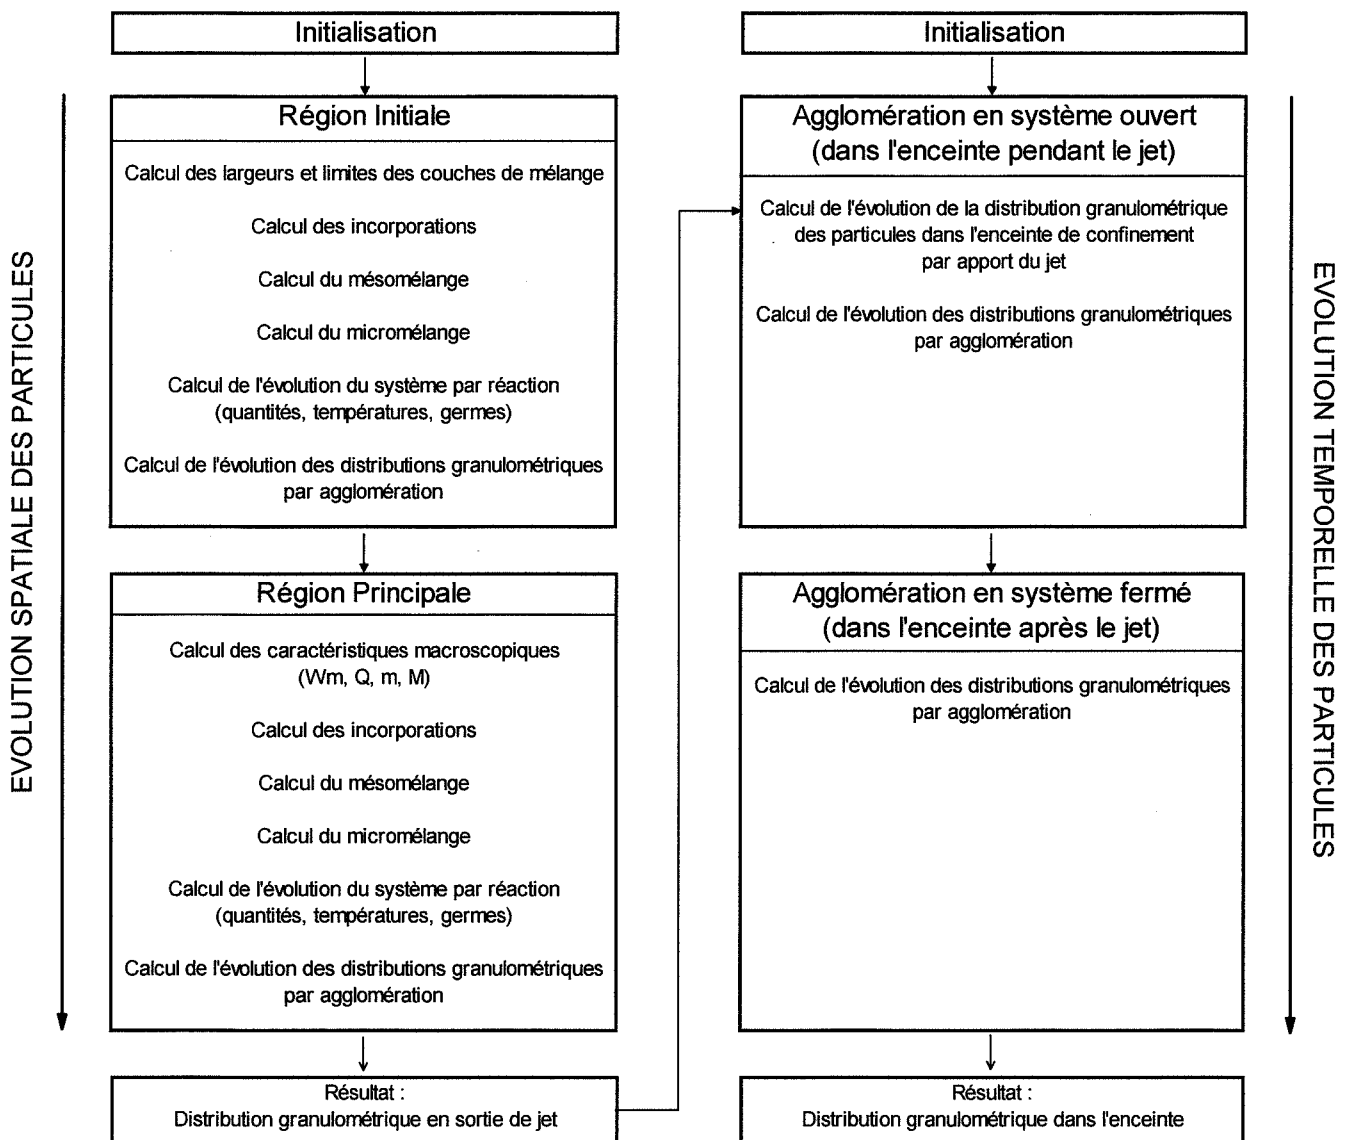 EVOLUTION SPATIALE DES PARTICULES
Initialisation
Région Initiale
Calcul des largeurs et limites des couches de mélange
Calcul des incorporations
Calcul du mésomélange
Calcul du micromélange
Calcul de l'évolution du système par réaction
(quantités, températures, germes)
Calcul de l'évolution des distributions granulométriques
par agglomération
Région Principale
Calcul des caractéristiques macroscopiques
(Wm, Q, m, M)
Calcul des incorporations
Calcul du mésomélange
Calcul du micromélange
Calcul de l'évolution du système par réaction
(quantités, températures, germes)
Calcul de l'évolution des distributions granulométriques
par agglomération
Résultat :
Distribution granulométrique en sortie de jet
Initialisation
Agglomération en système ouvert
(dans l'enceinte pendant le jet)
Calcul de l'évolution de la distribution granulométrique
des particules dans l'enceinte de confinement
par apport du jet
Calcul de l'évolution des distributions granulométriques
par agglomération
Agglomération en système fermé
(dans l'enceinte après le jet)
Calcul de l'évolution des distributions granulométriques
par agglomération
Résultat :
Distribution granulométrique dans l'enceinte
EVOLUTION TEMPORELLE DES PARTICULES